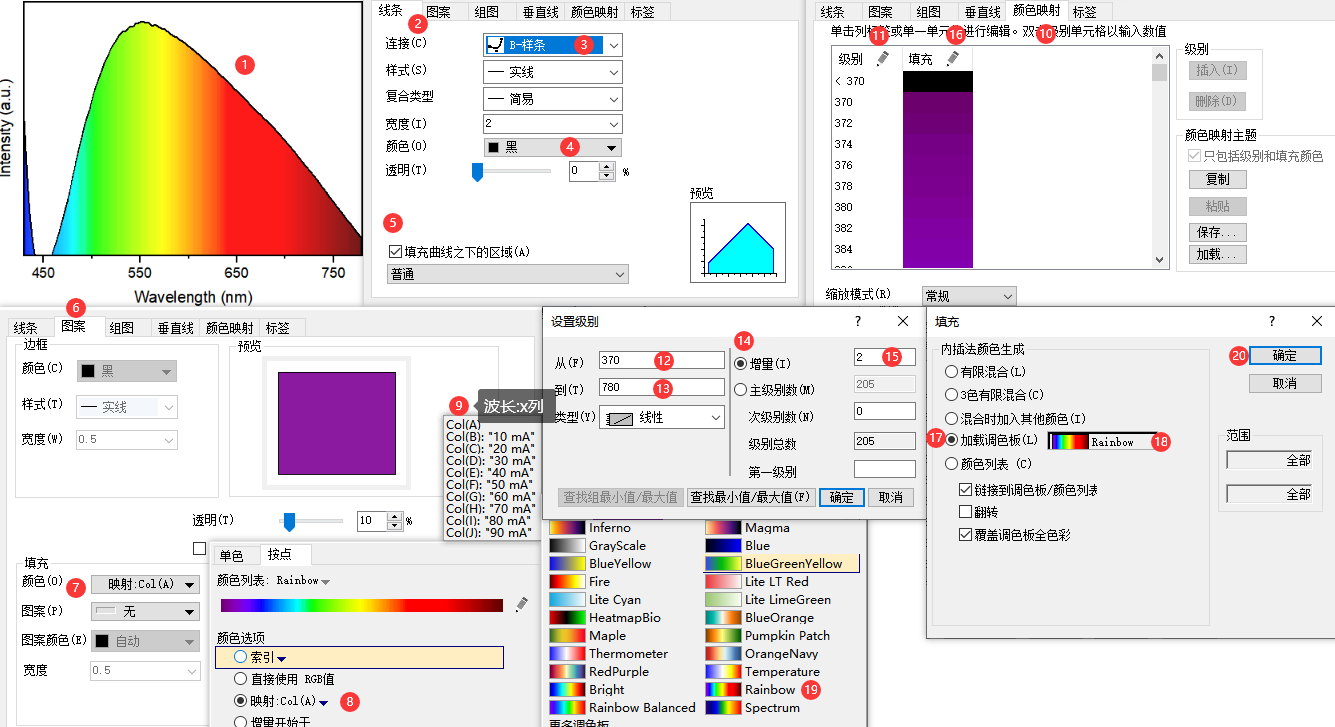 Intensity (a.u.)
1
450
550
650
750
Wavelength (nm)
线条
图案
组图
垂直线
颜色映射
标签
2
连接(C)
B-样条
3
样式(S)
实线
复合类型
简易
宽度(I)
2
颜色(O)
黑
4
透明(T)
0
%
预览
5
填充曲线之下的区域(A)
普通
线条
图案
组图
垂直线
颜色映射
标签
单击列标签或单一单元格进行编辑。双击级别单元格以输入数值
11
16
10
级别
填充
< 370
370
372
374
376
378
380
382
384
缩放模式(R)
常规
级别
插入(I)
删除(D)
颜色映射主题
只包括级别和填充颜色
复制
粘贴
保存...
加载...
6
线条
图案
组图
垂直线
颜色映射
标签
边框
颜色(C)
黑
样式(T)
实线
宽度(W)
0.5
预览
透明(T)
10
%
填充
颜色(O)
7
映射:Col(A)
图案(P)
无
图案颜色(E)
自动
宽度
0.5
9
波长:x列
Col(A)
Col(B): "10 mA"
Col(C): "20 mA"
Col(D): "30 mA"
Col(E): "40 mA"
Col(F): "50 mA"
Col(G): "60 mA"
Col(H): "70 mA"
Col(I): "80 mA"
Col(J): "90 mA"
单色
按点
颜色列表: Rainbow
颜色选项
索引
直接使用 RGB值
映射:Col(A)
8
增量开始于
设置级别
?
从(F)
370
12
到(T)
780
13
类型(Y)
线性
14
增量(I)
2
15
主级别数(M)
205
次级别数(N)
0
级别总数
205
第一级别
查找组最小值/最大值
查找最小值/最大值(F)
确定
取消
Inferno
Magma
GrayScale
Blue
BlueYellow
BlueGreenYellow
Fire
Lite LT Red
Lite Cyan
Lite LimeGreen
HeatmapBio
BlueOrange
Maple
Pumpkin Patch
Thermometer
OrangeNavy
RedPurple
Temperature
Bright
Rainbow
19
Rainbow Balanced
Spectrum
更多调色板
填充
?
内插法颜色生成
有限混合(L)
3色有限混合(C)
混合时加入其他颜色(I)
17
加载调色板(L)
Rainbow
18
颜色列表 (C)
链接到调色板/颜色列表
翻转
覆盖调色板全色彩
20
确定
取消
范围
全部
全部